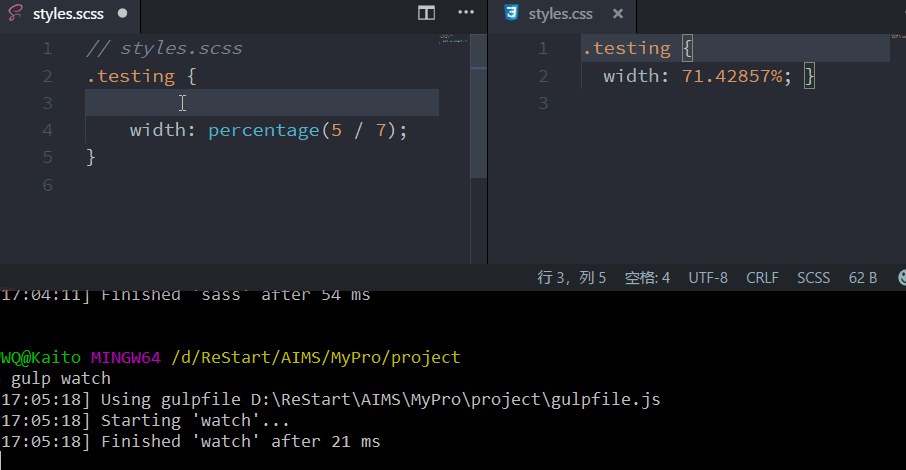 styles.scss
styles.css
1 // styles.scss
2 .testing {
3
4 width: percentage(5 / 7);
5 }
6
1 .testing {
2 width: 71.42857%; }
3
行 3，列 5 空格: 4 UTF-8 CRLF SCSS 62 B
17:04:11] Finished 'sass' after 54 ms
WQ@Kaito MINGW64 /d/ReStart/AIMS/MyPro/project
gulp watch
17:05:18] Using gulpfile D:\ReStart\AIMS\MyPro\project\gulpfile.js
17:05:18] Starting 'watch'...
17:05:18] Finished 'watch' after 21 ms